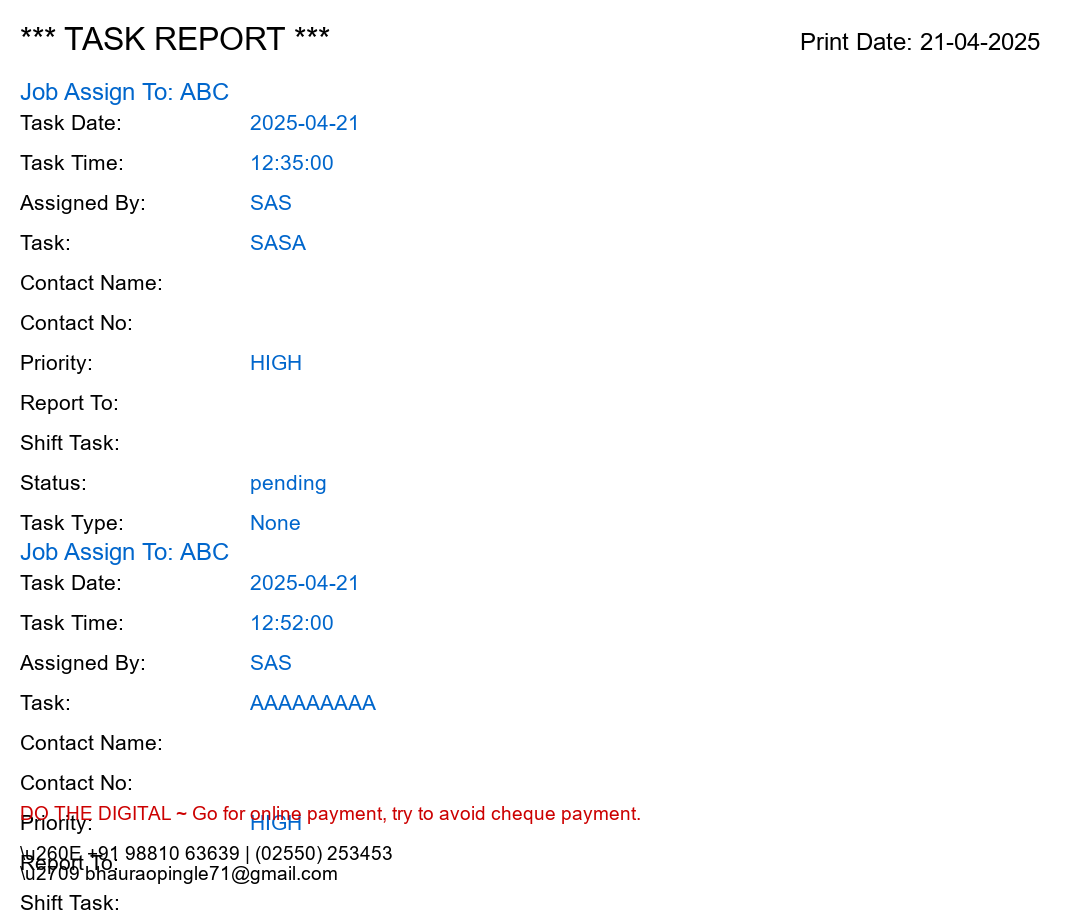 *** TASK REPORT ***
Print Date: 21-04-2025
Job Assign To: ABC
Task Date: 2025-04-21
Task Time: 12:35:00
Assigned By: SAS
Task: SASA
Contact Name:
Contact No:
Priority: HIGH
Report To:
Shift Task:
Status: pending
Task Type: None
Job Assign To: ABC
Task Date: 2025-04-21
Task Time: 12:52:00
Assigned By: SAS
Task: AAAAAAAAA
Contact Name:
Contact No:
DO THE DIGITAL ~ Go for online payment, try to avoid cheque payment.
Priority: HIGH
\u260E +91 98810 63639 | (02550) 253453
Report To:
\u2709 bhauraopingle71@gmail.com
Shift Task: